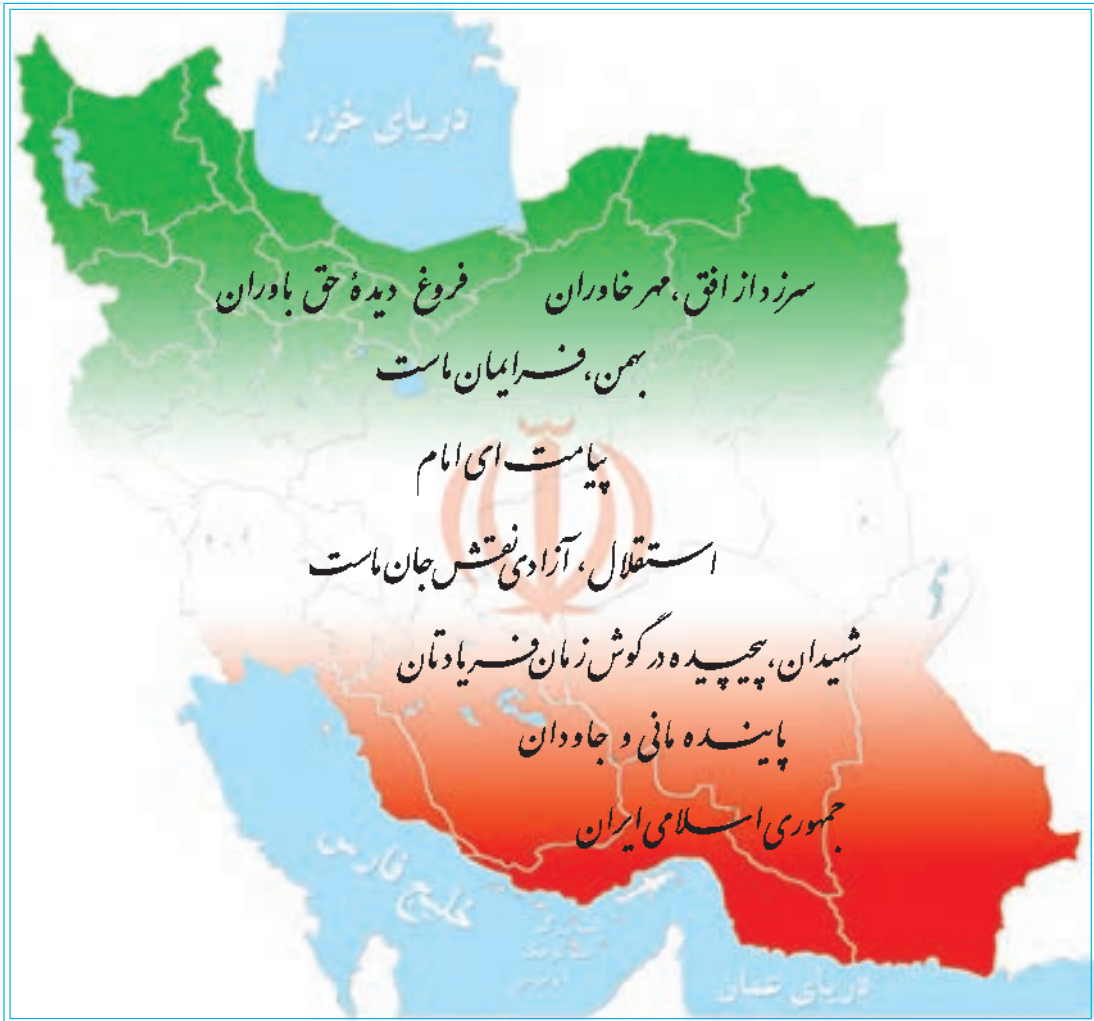 دریای خزر
سرزد از افق، مهر خاوران فروغ دیدهٔ حق باوران
بهمن، فر ایمان ماست
پیامت ای امام
استقلال، آزادی نقش جان ماست
شهیدان، پیچیده در گوش زمان فریادتان
پاینده مانی و جاودان
جمهوری اسلامی ایران
خلیج فارس
دریای عمان